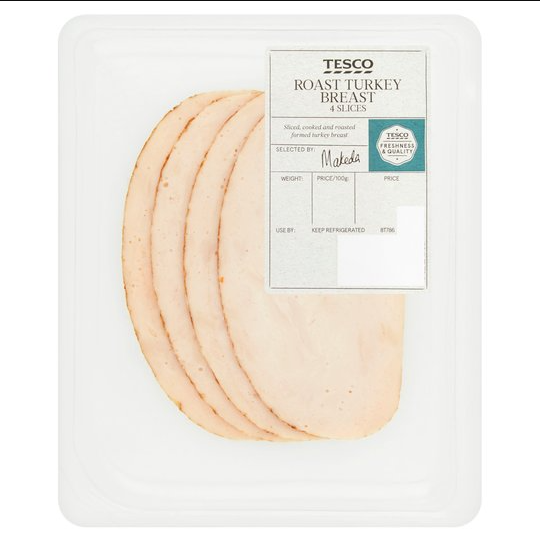 TESCO
ROAST TURKEY
BREAST
4 SLICES
Sliced, cooked and roasted
formed turkey breast
SELECTED BY: Makeda
TESCO
FRESHNESS
& QUALITY
WEIGHT: PRICE/100g: PRICE
USE BY: KEEP REFRIGERATED BT786